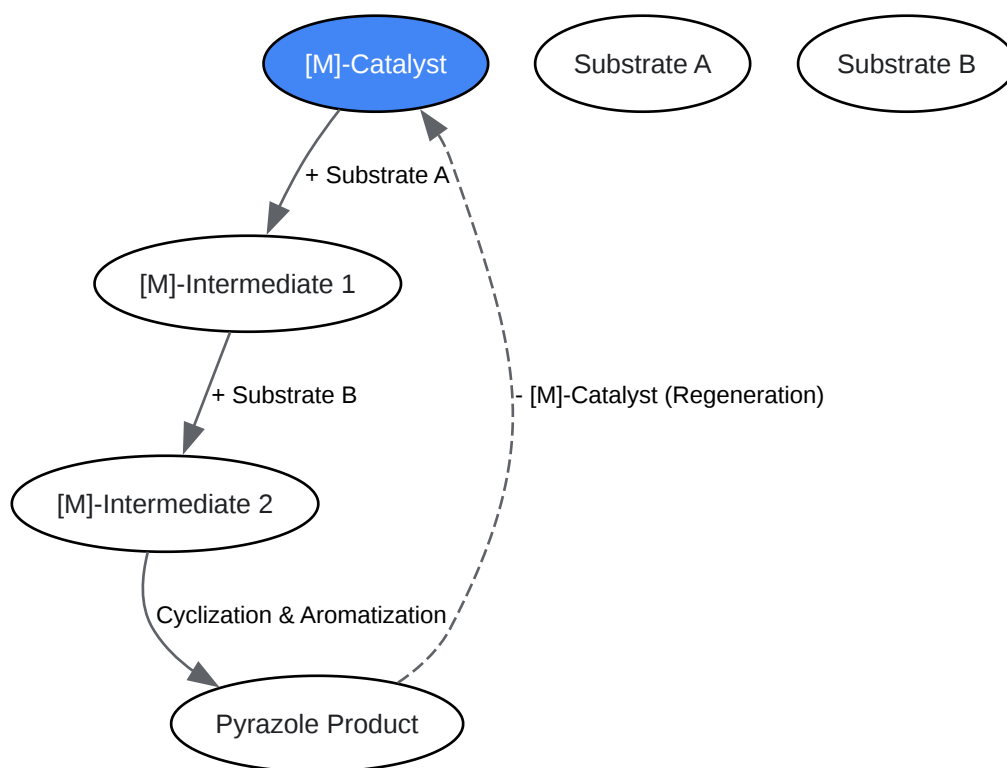 [M]-Catalyst
Substrate A
Substrate B
+ Substrate A
[M]-Intermediate 1
+ Substrate B
- [M]-Catalyst (Regeneration)
[M]-Intermediate 2
Cyclization & Aromatization
Pyrazole Product